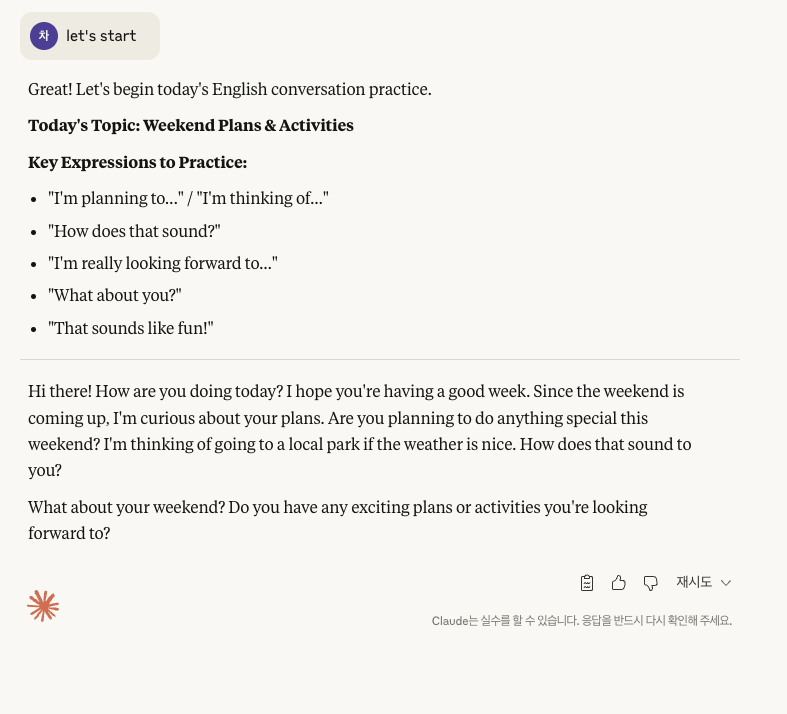 차 let's start
Great! Let's begin today's English conversation practice.
Today's Topic: Weekend Plans & Activities
Key Expressions to Practice:
• "I'm planning to..." / "I'm thinking of..."
• "How does that sound?"
• "I'm really looking forward to..."
• "What about you?"
• "That sounds like fun!"
Hi there! How are you doing today? I hope you're having a good week. Since the weekend is
coming up, I'm curious about your plans. Are you planning to do anything special this
weekend? I'm thinking of going to a local park if the weather is nice. How does that sound to
you?
What about your weekend? Do you have any exciting plans or activities you're looking
forward to?
재시도
Claude는 실수를 할 수 있습니다. 응답을 반드시 다시 확인해 주세요.